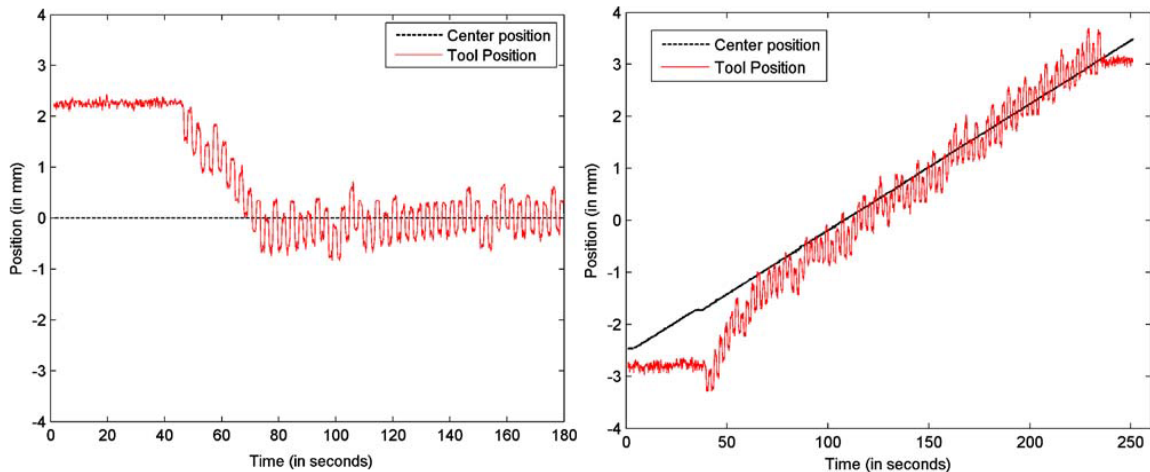 4
3
2
1
0
-1
-2
-3
-4
Position (in mm)
Center position
Tool Position
0 20 40 60 80 100 120 140 160 180
Time (in seconds)
4
3
2
1
0
-1
-2
-3
-4
Position (in mm)
Center position
Tool Position
0 50 100 150 200 250
Time (in seconds)